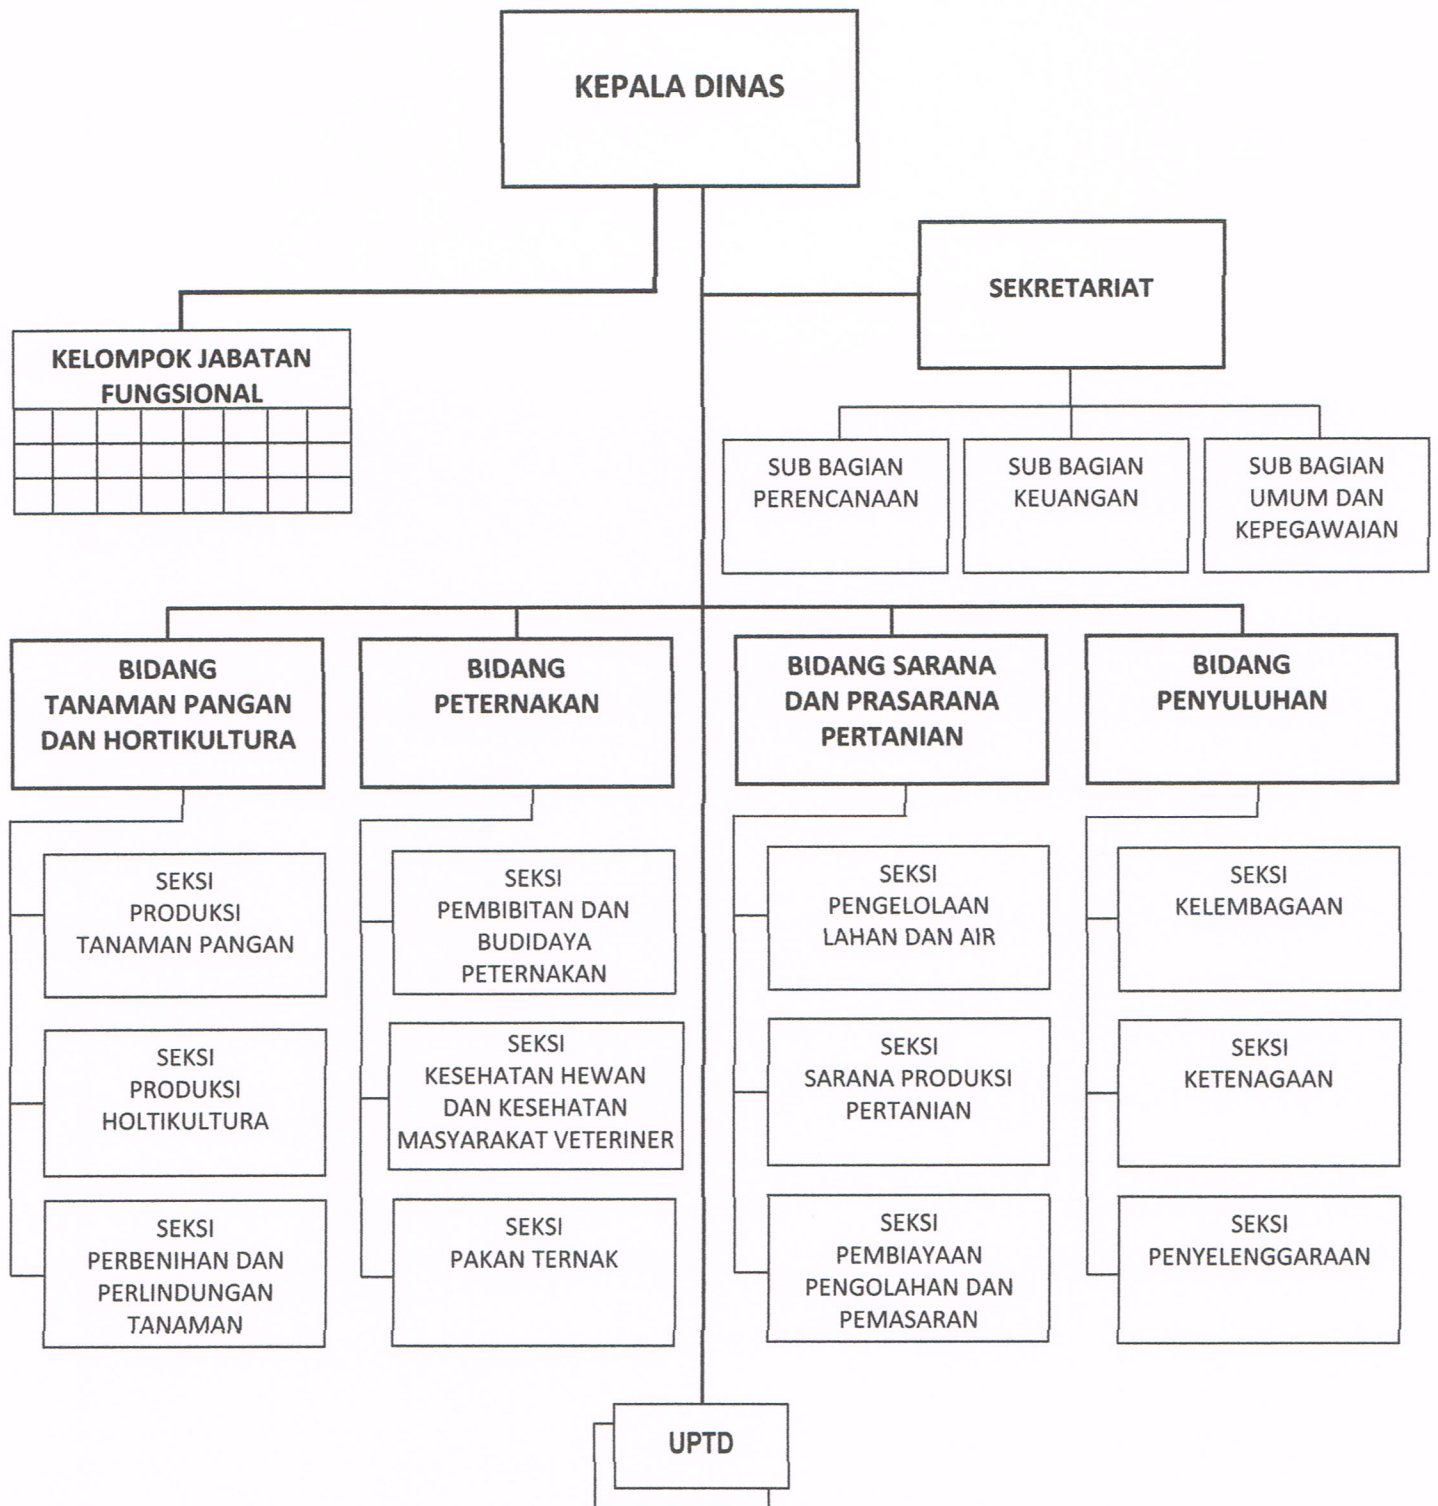 KEPALA DINAS
SEKRETARIAT
KELOMPOK JABATAN
FUNGSIONAL
SUB BAGIAN
PERENCANAAN
SUB BAGIAN
KEUANGAN
SUB BAGIAN
UMUM DAN
KEPEGAWAIAN
BIDANG
TANAMAN PANGAN
DAN HORTIKULTURA
BIDANG
PETERNAKAN
BIDANG SARANA
DAN PRASARANA
PERTANIAN
BIDANG
PENYULUHAN
SEKSI
PRODUKSI
TANAMAN PANGAN
SEKSI
PEMBIBITAN DAN
BUDIDAYA
PETERNAKAN
SEKSI
PENGELOLAAN
LAHAN DAN AIR
SEKSI
KELEMBAGAAN
SEKSI
PRODUKSI
HOLTIKULTURA
SEKSI
KESEHATAN HEWAN
DAN KESEHATAN
MASYARAKAT VETERINER
SEKSI
SARANA PRODUKSI
PERTANIAN
SEKSI
KETENAGAAN
SEKSI
PERBENIHAN DAN
PERLINDUNGAN
TANAMAN
SEKSI
PAKAN TERNAK
SEKSI
PEMBIAYAAN
PENGOLAHAN DAN
PEMASARAN
SEKSI
PENYELENGGARAAN
UPTD